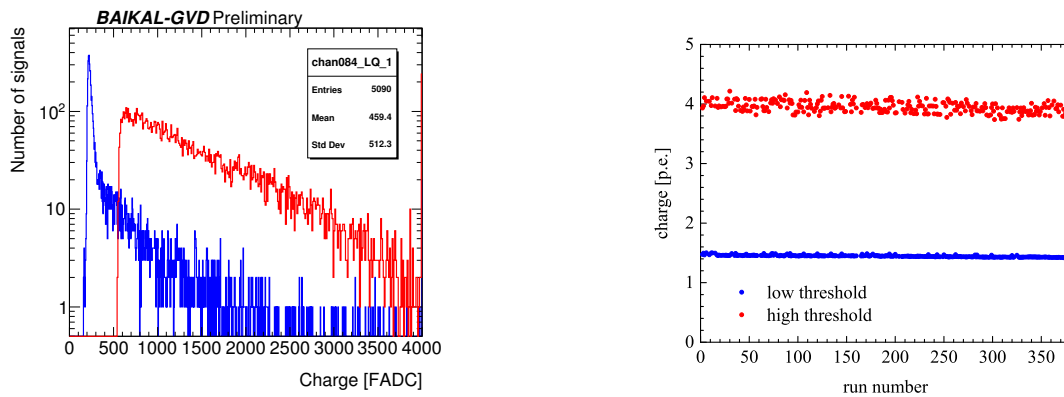 BAIKAL-GVD Preliminary
Number of signals
10²
10
1
chan084_LQ_1
Entries 5090
Mean 459.4
Std Dev 512.3
0 500 1000 1500 2000 2500 3000 3500 4000
Charge [FADC]
charge [p.e.]
5
4
3
2
1
0
low threshold
high threshold
0 50 100 150 200 250 300 350
run number